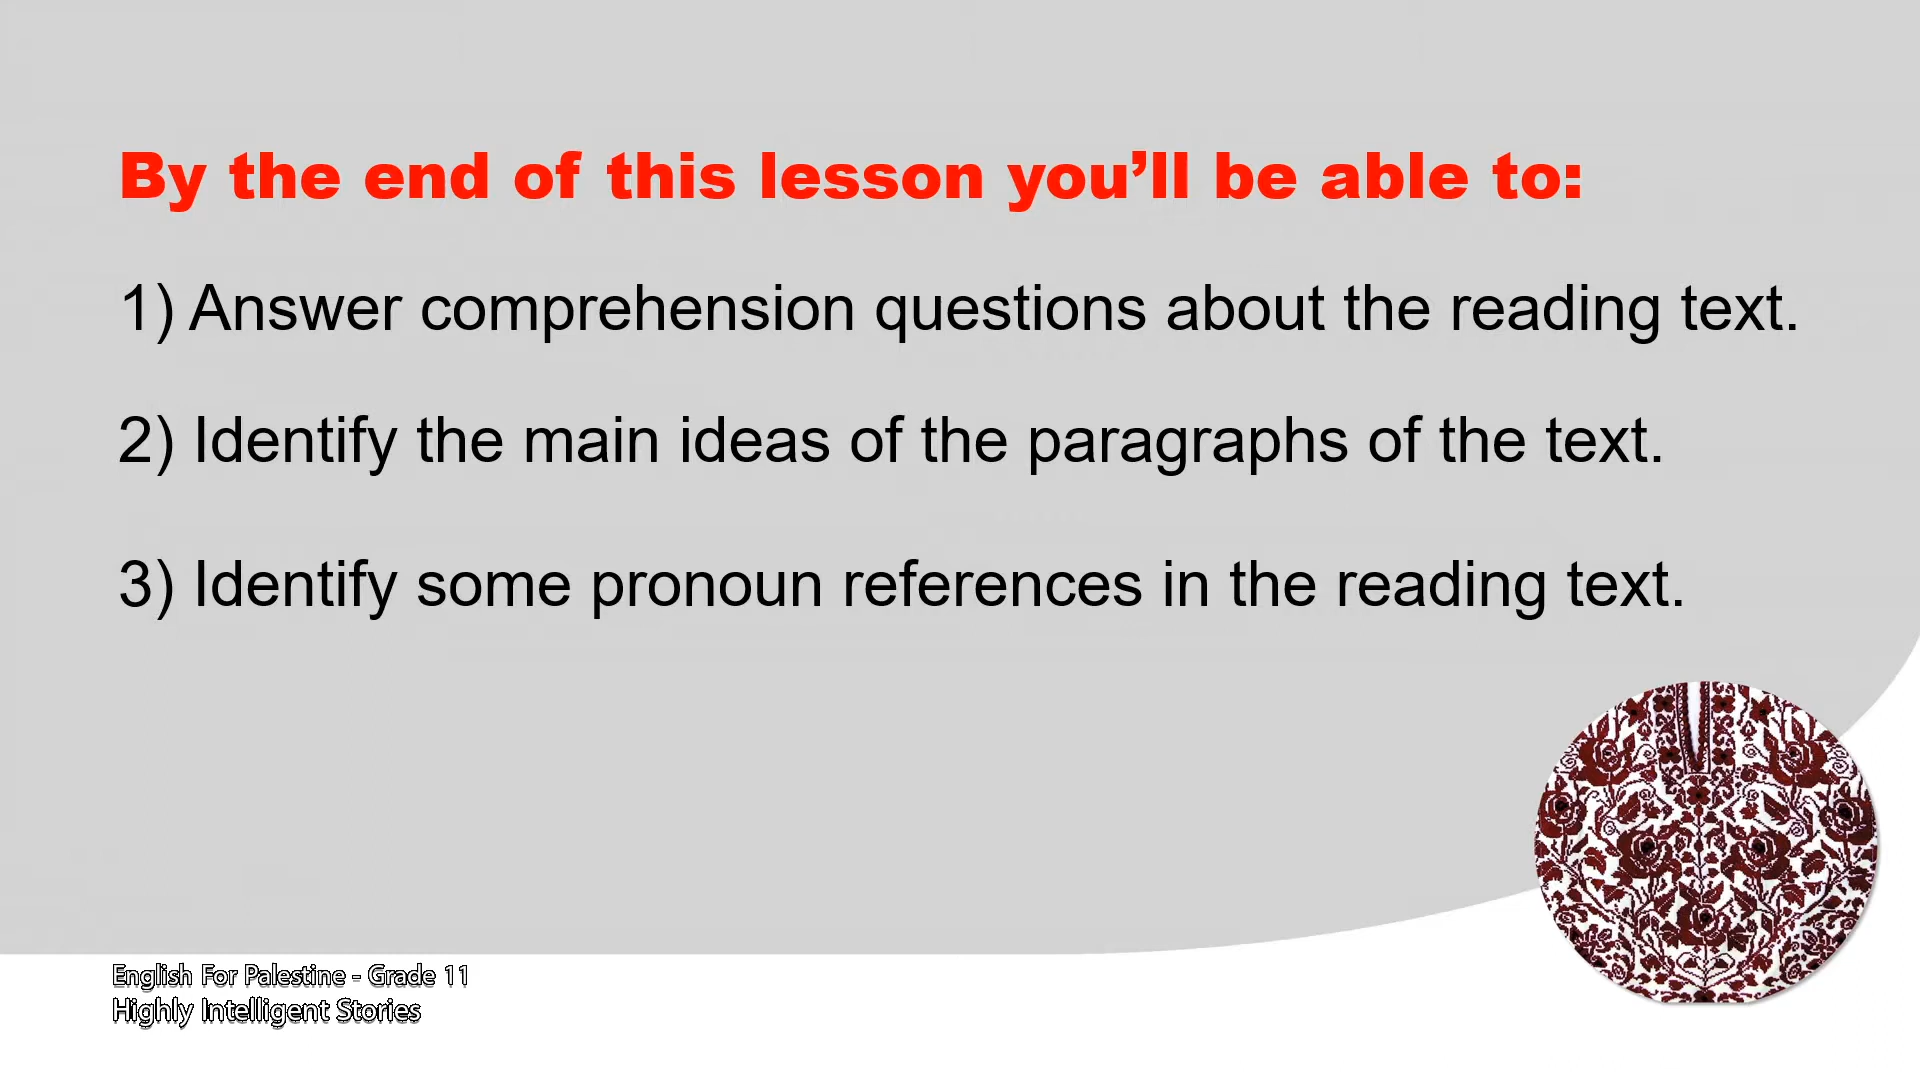 By the end of this lesson you’ll be able to:
1) Answer comprehension questions about the reading text.
2) Identify the main ideas of the paragraphs of the text.
3) Identify some pronoun references in the reading text.
English For Palestine - Grade 11
Highly Intelligent Stories